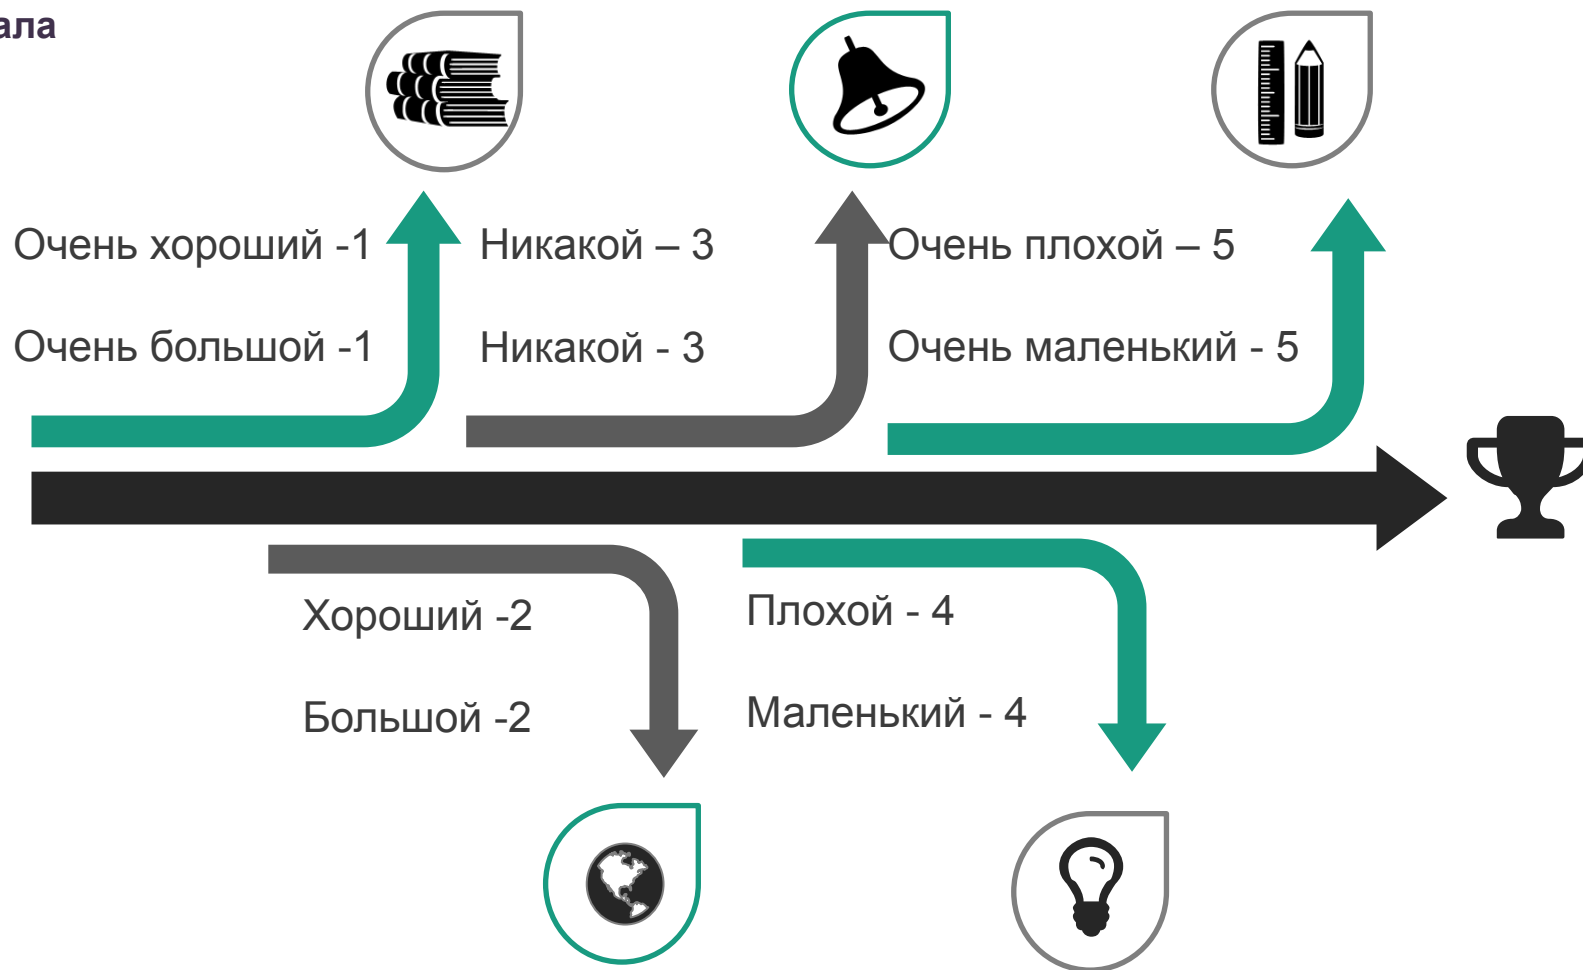 ала
Очень хороший -1
Очень большой -1
Никакой – 3
Никакой - 3
Очень плохой – 5
Очень маленький - 5
Хороший -2
Большой -2
Плохой - 4
Маленький - 4